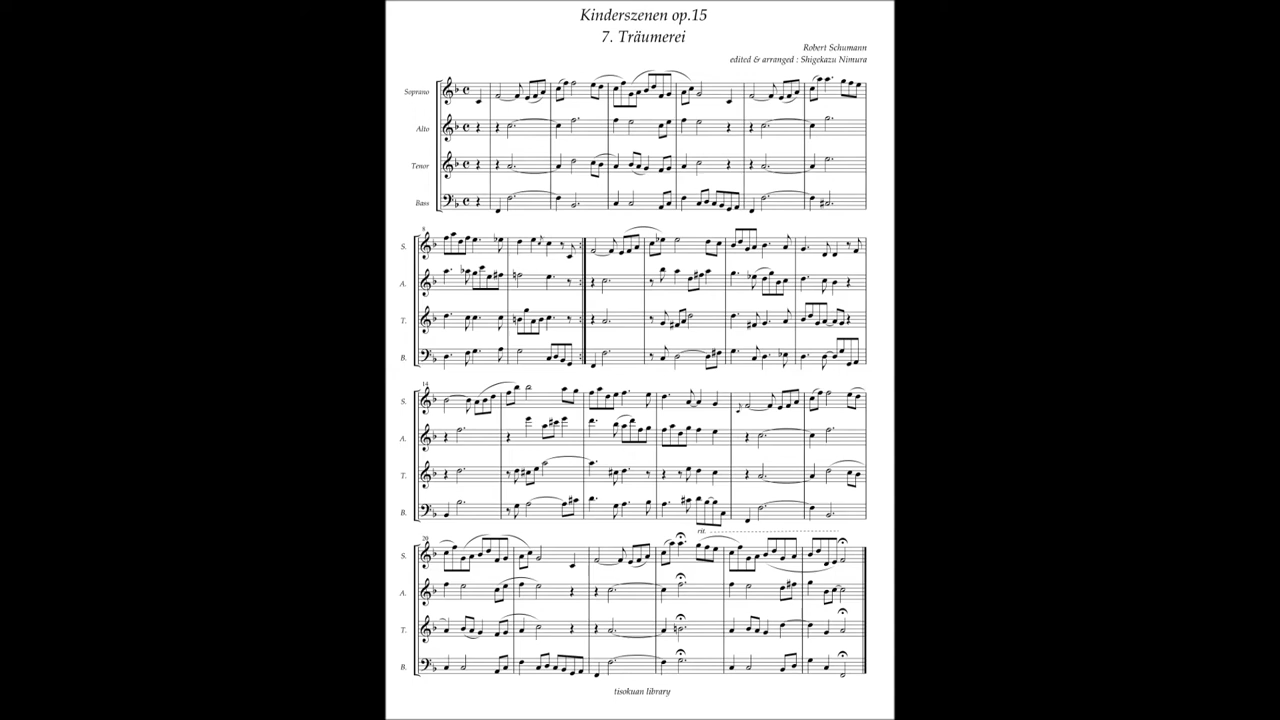 Kinderszenen op.15
7. Träumerei
Robert Schumann
edited & arranged : Shigekazu Nimura
Soprano
Alto
Tenor
Bass
8
S.
A.
T.
B.
14
S.
A.
T.
B.
rit.
20
S.
A.
T.
B.
tisokuan library